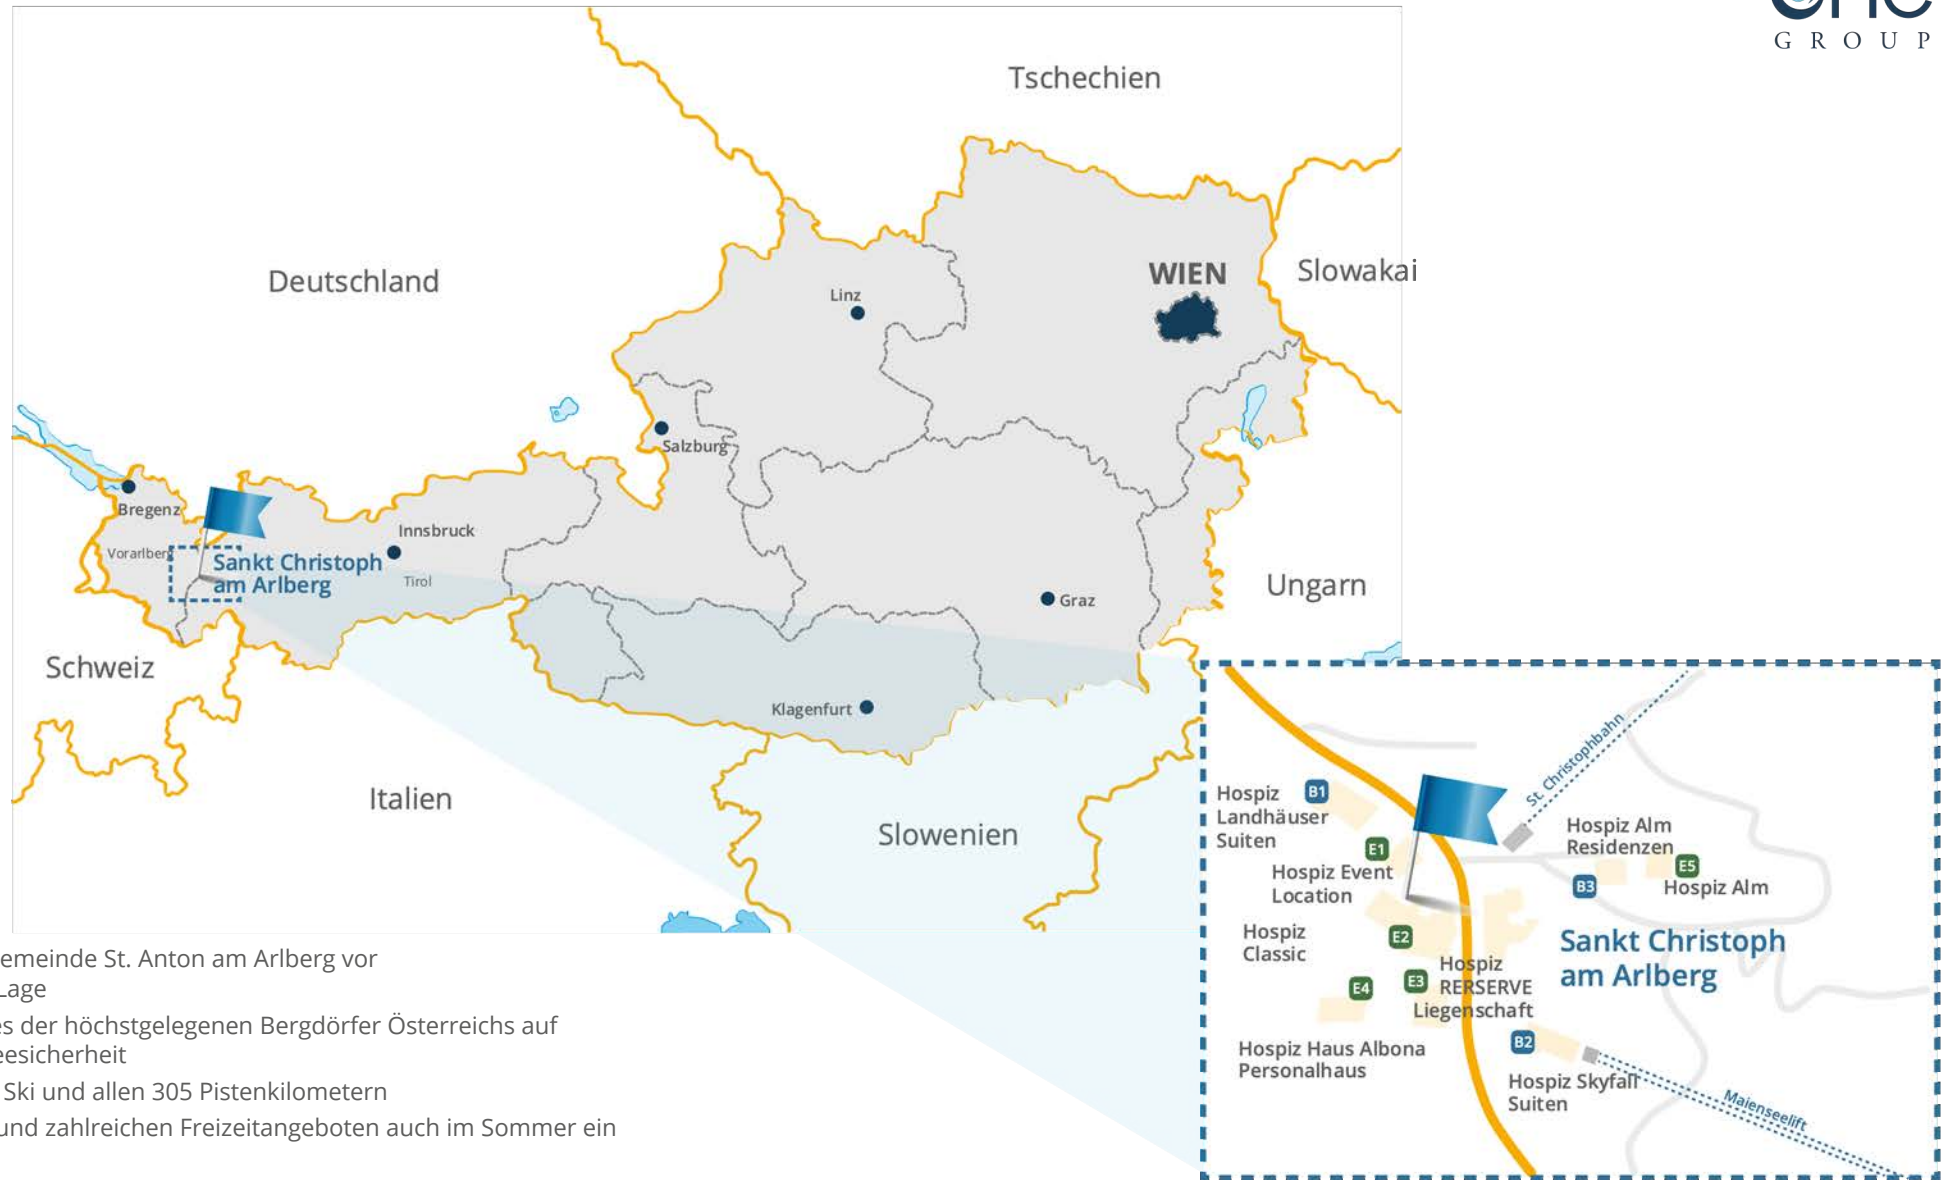 GROUP
Tschechien
Deutschland
WIEN
Slowakai
Linz
Salzburg
Bregenz
Innsbruck
Vorarlberg
Sankt Christoph
am Arlberg
Tirol
Graz
Ungarn
Schweiz
Klagenfurt
Italien
Slowenien
St. Christophbahn
Hospiz
Landhäuser
Suiten
B1
E1
Hospiz Event
Location
Hospiz Alm
Residenzen
E5
B3
Hospiz Alm
Hospiz
Classic
E2
Sankt Christoph
am Arlberg
E4
E3
Hospiz
RERSERVE
Liegenschaft
Hospiz Haus Albona
Personalhaus
B2
Hospiz Skyfall
Suiten
Maienseelift
emeinde St. Anton am Arlberg vor
Lage
es der höchstgelegenen Bergdörfer Österreichs auf
eesicherheit
Ski und allen 305 Pistenkilometern
und zahlreichen Freizeitangeboten auch im Sommer ein